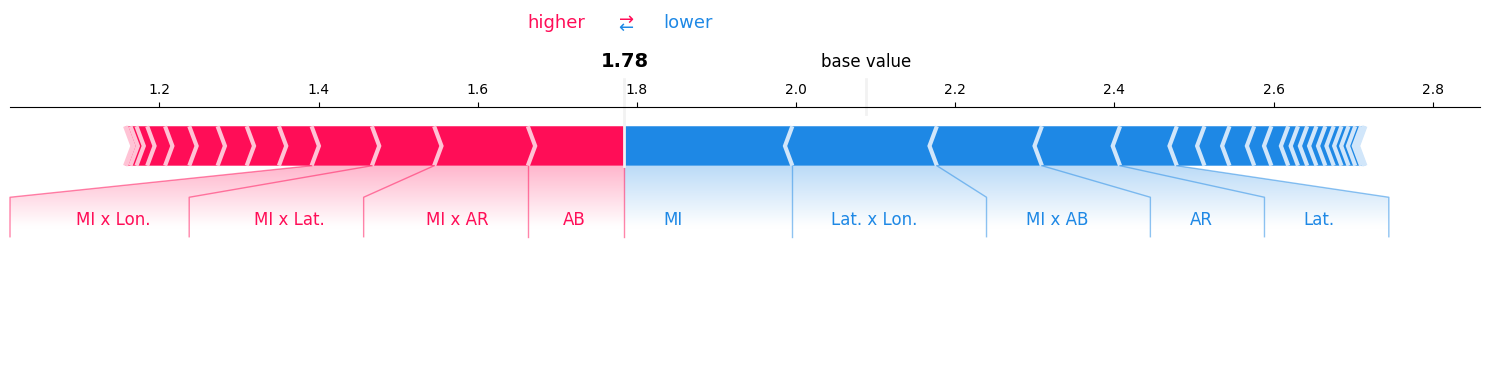 higher ⇄ lower
1.78 base value
1.2 1.4 1.6 1.8 2.0 2.2 2.4 2.6 2.8
MI x Lon. MI x Lat. MI x AR AB MI Lat. x Lon. MI x AB AR Lat.